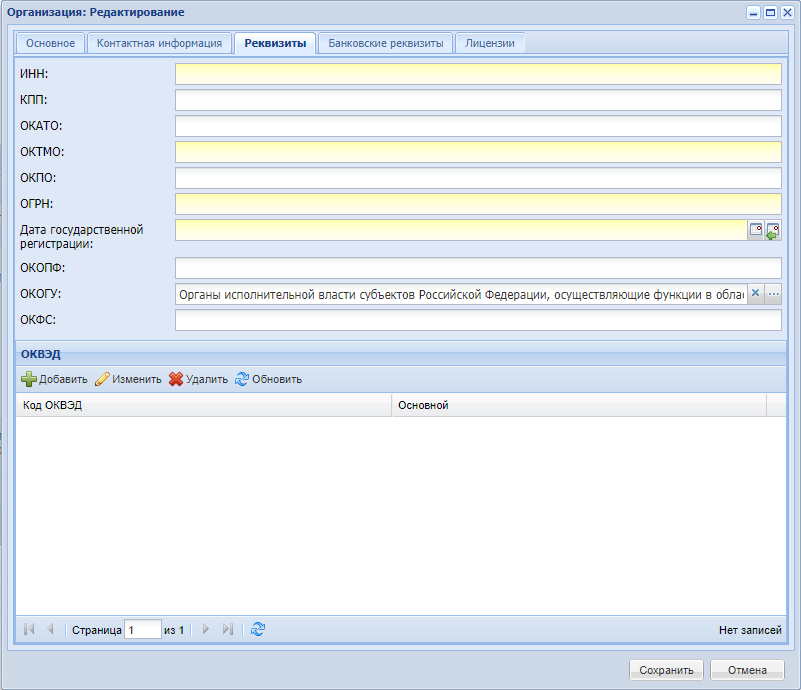 Организация: Редактирование
Основное
Контактная информация
Реквизиты
Банковские реквизиты
Лицензии
ИНН:
КПП:
ОКАТО:
ОКТМО:
ОКПО:
ОГРН:
Дата государственной
регистрации:
ОКОПФ:
ОКОГУ: Органы исполнительной власти субъектов Российской Федерации, осуществляющие функции в обла
ОКФС:
ОКВЭД
Добавить Изменить Удалить Обновить
Код ОКВЭД Основной
Страница 1 из 1 Нет записей
Сохранить Отмена